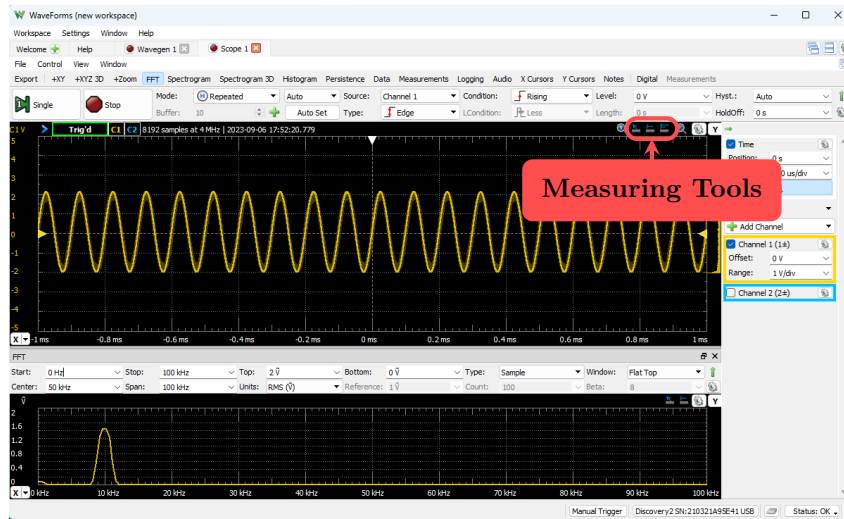 WaveForms (new workspace)
Workspace Settings Window Help
Welcome Help Wavegen 1 Scope 1
File Control View Window
Export +XY +XYZ 3D +Zoom FFT Spectrogram Spectrogram 3D Histogram Persistence Data Measurements Logging Audio X Cursors Y Cursors Notes Digital Measurements
Single Stop Mode: Repeated Auto Source: Channel 1 Condition: Rising Level: 0 V Hyst.: Auto
Buffer: 10 Auto Set Type: Edge LCondition: Less Length: 0 s HoldOff: 0 s
C1 V Trig'd C1 C2 8192 samples at 4 MHz | 2023-09-06 17:52:20.779 Y
5
4
3
2
1
0
-1
-2
-3
-4
-5
Measuring Tools
Time
Position: 0 s
0 us/div
Add Channel
Channel 1 (1±)
Offset: 0 V
Range: 1 V/div
Channel 2 (2±)
X -1 ms -0.8 ms -0.6 ms -0.4 ms -0.2 ms 0 ms 0.2 ms 0.4 ms 0.6 ms 0.8 ms 1 ms
FFT
Start: 0 Hz Stop: 100 kHz Top: 2 Ṽ Bottom: 0 Ṽ Type: Sample Window: Flat Top
Center: 50 kHz Span: 100 kHz Units: RMS (Ṽ) Reference: 1 Ṽ Count: 100 Beta: 8
Ṽ Y
2
1.6
1.2
0.8
0.4
0
X 0 kHz 10 kHz 20 kHz 30 kHz 40 kHz 50 kHz 60 kHz 70 kHz 80 kHz 90 kHz 100 kHz
Manual Trigger Discovery2 SN:210321A95E41 USB Status: OK